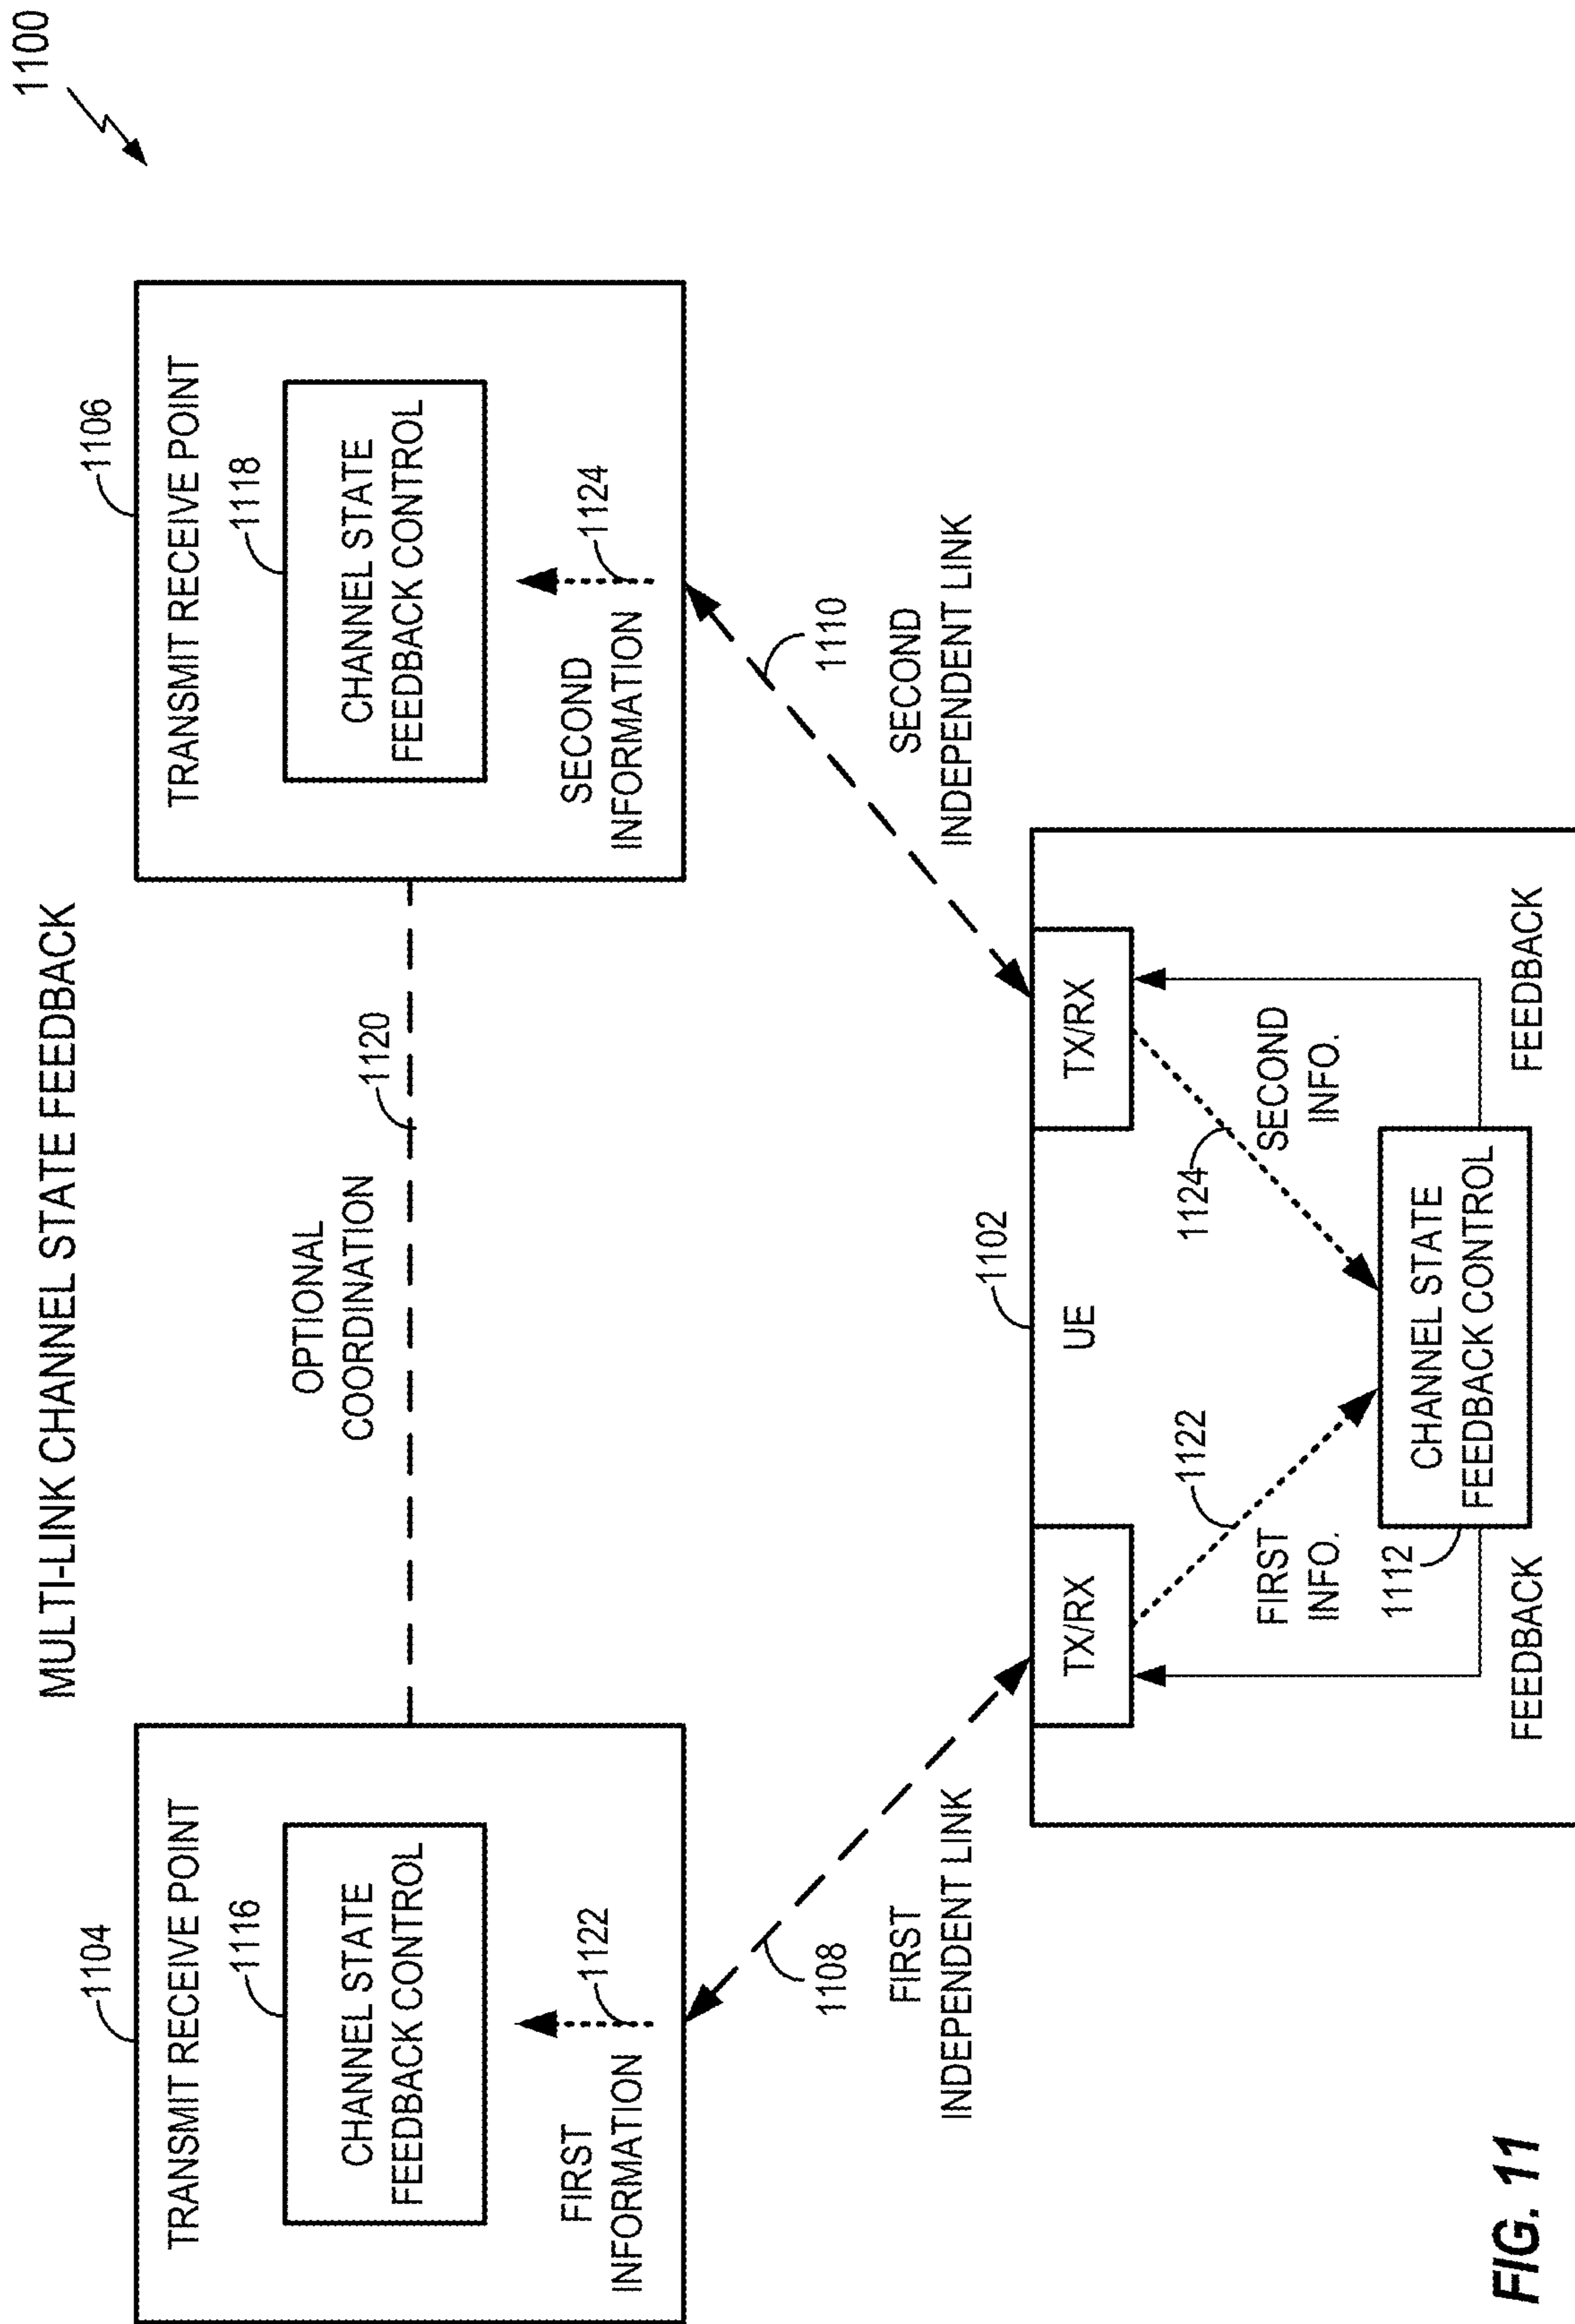 1100
MULTI-LINK CHANNEL STATE FEEDBACK
1104
TRANSMIT RECEIVE POINT
1116
CHANNEL STATE
FEEDBACK CONTROL
FIRST
INFORMATION
1122
OPTIONAL
COORDINATION
1120
1106
TRANSMIT RECEIVE POINT
1118
CHANNEL STATE
FEEDBACK CONTROL
SECOND
INFORMATION
1124
1108
FIRST
INDEPENDENT LINK
1110
SECOND
INDEPENDENT LINK
1102
UE
TX/RX
TX/RX
FIRST
INFO.
1122
1124
SECOND
INFO.
1112
CHANNEL STATE
FEEDBACK CONTROL
FEEDBACK
FEEDBACK
FIG. 11